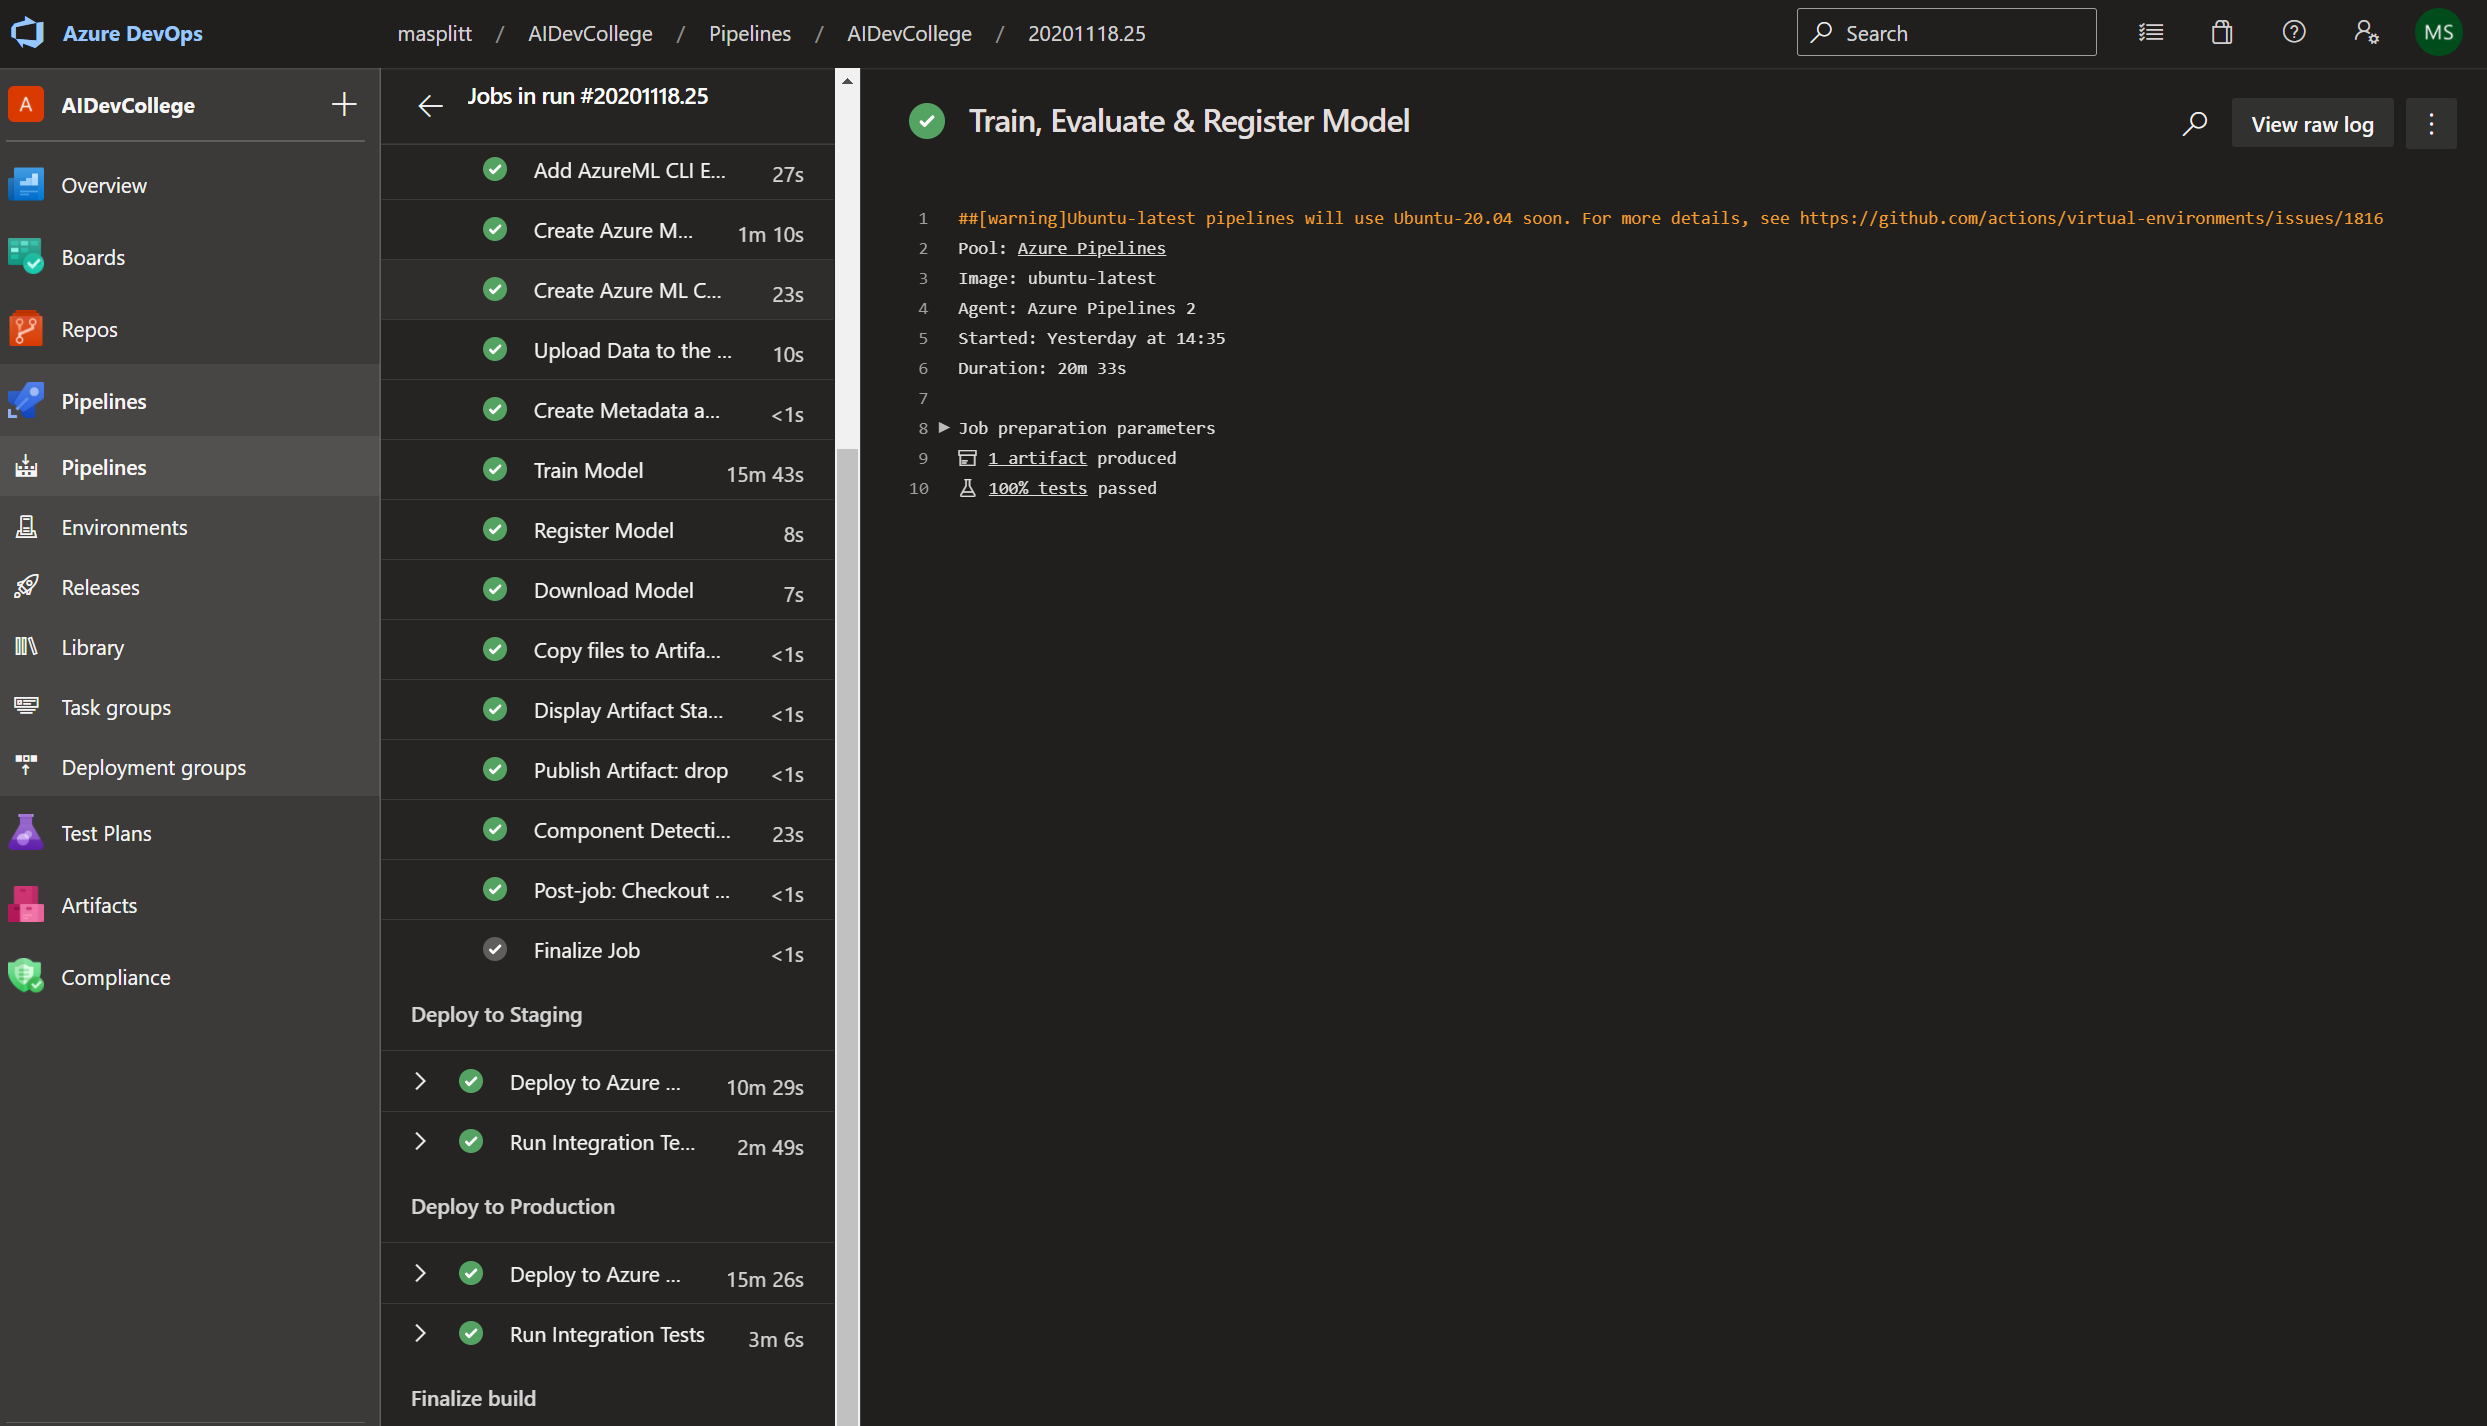 Azure DevOps
masplitt / AIDevCollege / Pipelines / AIDevCollege / 20201118.25
Search
MS
A AIDevCollege
Overview
Boards
Repos
Pipelines
Pipelines
Environments
Releases
Library
Task groups
Deployment groups
Test Plans
Artifacts
Compliance
Jobs in run #20201118.25
Add AzureML CLI E... 27s
Create Azure M... 1m 10s
Create Azure ML C... 23s
Upload Data to the ... 10s
Create Metadata a... <1s
Train Model 15m 43s
Register Model 8s
Download Model 7s
Copy files to Artifa... <1s
Display Artifact Sta... <1s
Publish Artifact: drop <1s
Component Detecti... 23s
Post-job: Checkout ... <1s
Finalize Job <1s
Deploy to Staging
Deploy to Azure ... 10m 29s
Run Integration Te... 2m 49s
Deploy to Production
Deploy to Azure ... 15m 26s
Run Integration Tests 3m 6s
Finalize build
Train, Evaluate & Register Model
View raw log
1 ##[warning]Ubuntu-latest pipelines will use Ubuntu-20.04 soon. For more details, see https://github.com/actions/virtual-environments/issues/1816
2 Pool: Azure Pipelines
3 Image: ubuntu-latest
4 Agent: Azure Pipelines 2
5 Started: Yesterday at 14:35
6 Duration: 20m 33s
7
8 Job preparation parameters
9 1 artifact produced
10 100% tests passed